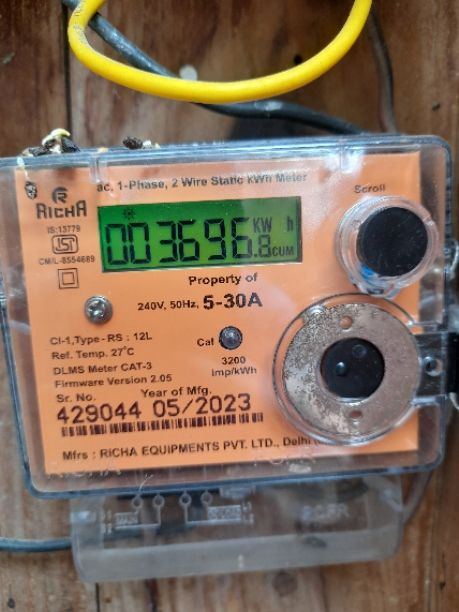 ac, 1-Phase, 2 Wire Static kWh Meter
RICHA
Scroll
IS:13779
ISI
CM/L-8554689
003696.8 KW h
CUM
Property of
240V, 50Hz, 5-30A
Cl-1,Type - RS : 12L
Ref. Temp. 27°C
DLMS Meter CAT-3
Firmware Version 2.05
Cal
3200
imp/kWh
Sr. No.
Year of Mfg.
429044 05/2023
Mfrs : RICHA EQUIPMENTS PVT. LTD., Delhi
MAIN